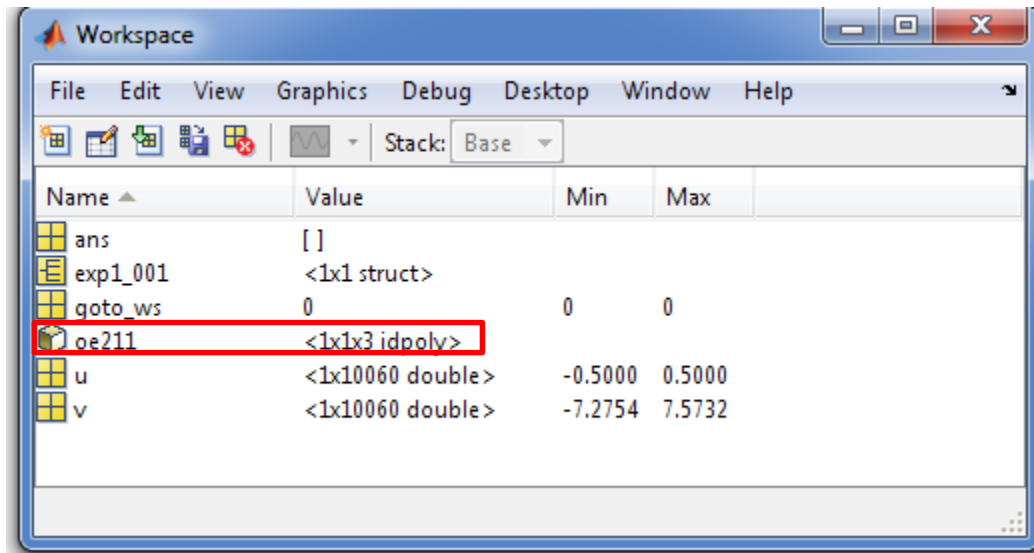 Workspace
File Edit View Graphics Debug Desktop Window Help
Stack: Base
Name Value Min Max
ans [ ]
exp1_001 <1x1 struct>
goto_ws 0 0 0
oe211 <1x1x3 idpoly>
u <1x10060 double> -0.5000 0.5000
v <1x10060 double> -7.2754 7.5732